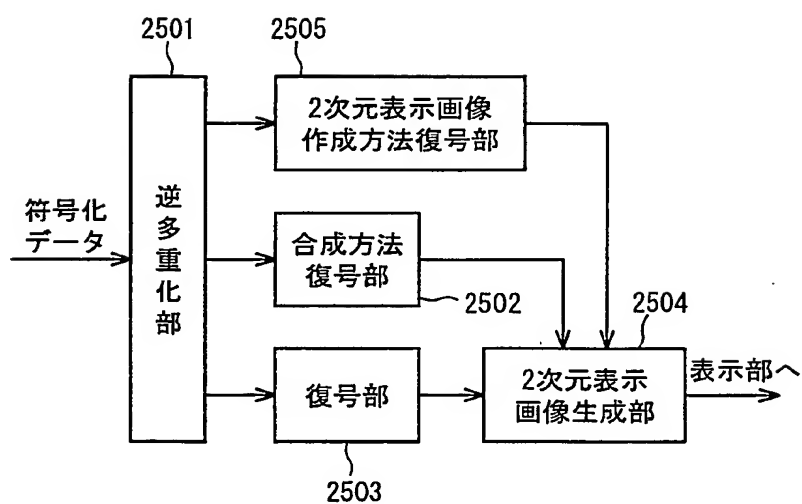 2501
2505
2次元表示画像
作成方法復号部
符号化
データ
逆多重化部
合成方法
復号部
2502
2504
復号部
2503
2次元表示
画像生成部
表示部へ